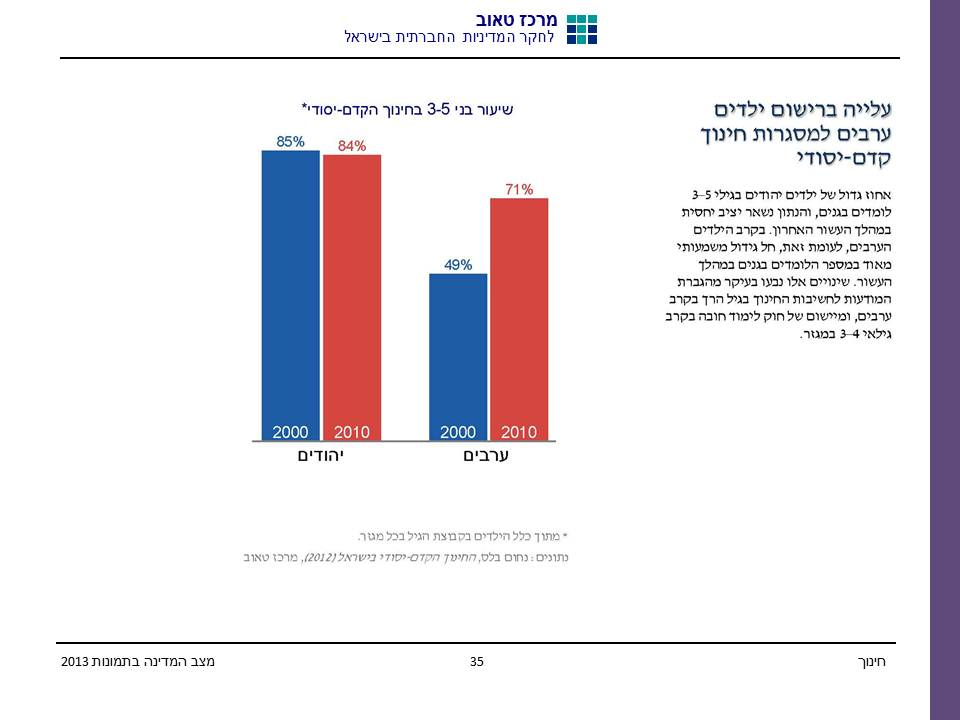 מרכז טאוב
לחקר המדיניות החברתית בישראל
עלייה ברישום ילדים
ערבים למסגרות חינוך
קדם-יסודי
אחוז גדול של ילדים יהודים בגילי 3–5
לומדים בגנים, והנתון נשאר יציב יחסית
במהלך העשור האחרון. בקרב הילדים
הערבים, לעומת זאת, חל גידול משמעותי
מאוד במספר הלומדים בגנים במהלך
העשור. שינויים אלו נבעו בעיקר מהגברת
המודעות לחשיבות החינוך בגיל הרך בקרב
ערבים, ומיישום של חוק לימוד חובה בקרב
גילאי 3–4 במגזר.
שיעור בני 3-5 בחינוך הקדם-יסודי*
85%
84%
71%
49%
2000 2010 2000 2010
יהודים
ערבים
* מתוך כלל הילדים בקבוצת הגיל בכל מגזר.
נתונים: נחום בלס, החינוך הקדם-יסודי בישראל (2012), מרכז טאוב
חינוך
35
מצב המדינה בתמונות 2013